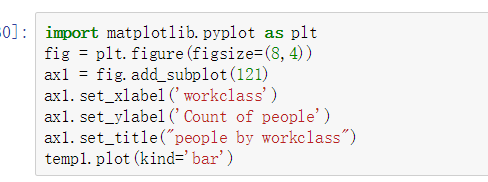 0]: import matplotlib.pyplot as plt
fig = plt.figure(figsize=(8,4))
ax1 = fig.add_subplot(121)
ax1.set_xlabel('workclass')
ax1.set_ylabel('Count of people')
ax1.set_title("people by workclass")
temp1.plot(kind='bar')